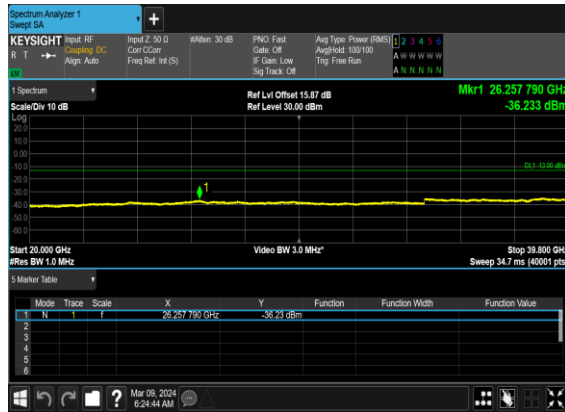 Spectrum Analyzer 1
Swept SA
+
KEYSIGHT Input: RF Input Z: 50 Ω #Atten: 30 dB PNO: Fast Avg Type: Power (RMS) 1 2 3 4 5 6
R T Coupling: DC Corr CCorr Gate: Off Avg|Hold: 100/100 A W W W W W
Align: Auto Freq Ref: Int (S) IF Gain: Low Trig: Free Run
Sig Track: Off A N N N N N
1 Spectrum Ref Lvl Offset 15.87 dB Mkr1 26.257 790 GHz
Scale/Div 10 dB Ref Level 30.00 dBm -36.233 dBm
Log
20.0
10.0
0.00
-10.0 DL1 -13.00 dBm
-20.0
-30.0 1
-40.0
-50.0
-60.0
Start 20.000 GHz Video BW 3.0 MHz* Stop 39.800 GHz
#Res BW 1.0 MHz Sweep 34.7 ms (40001 pts)
5 Marker Table
Mode Trace Scale X Y Function Function Width Function Value
1 N 1 f 26.257 790 GHz -36.23 dBm
2
3
4
5
6
? Mar 09, 2024
6:24:44 AM